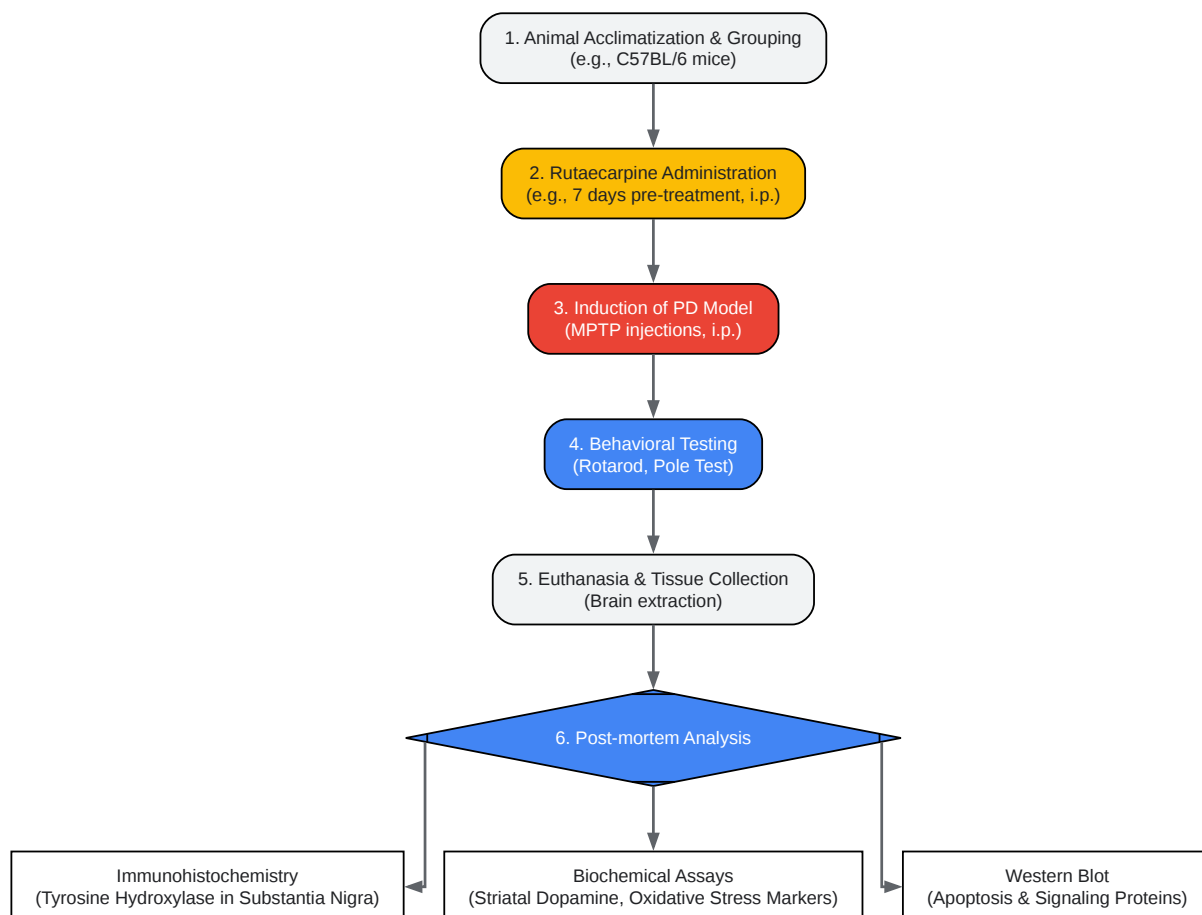 1. Animal Acclimatization & Grouping
(e.g., C57BL/6 mice)
2. Rutaecarpine Administration
(e.g., 7 days pre-treatment, i.p.)
3. Induction of PD Model
(MPTP injections, i.p.)
4. Behavioral Testing
(Rotarod, Pole Test)
5. Euthanasia & Tissue Collection
(Brain extraction)
6. Post-mortem Analysis
Immunohistochemistry
(Tyrosine Hydroxylase in Substantia Nigra)
Biochemical Assays
(Striatal Dopamine, Oxidative Stress Markers)
Western Blot
(Apoptosis & Signaling Proteins)